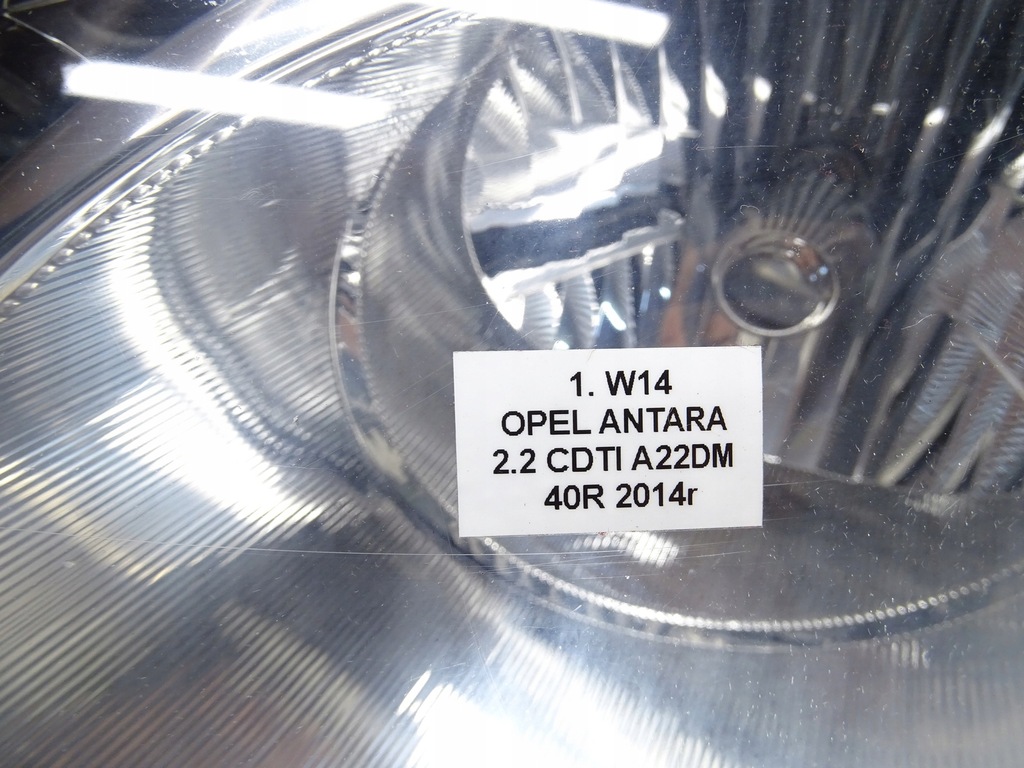 1. W14
OPEL ANTARA
2.2 CDTI A22DM
40R 2014r